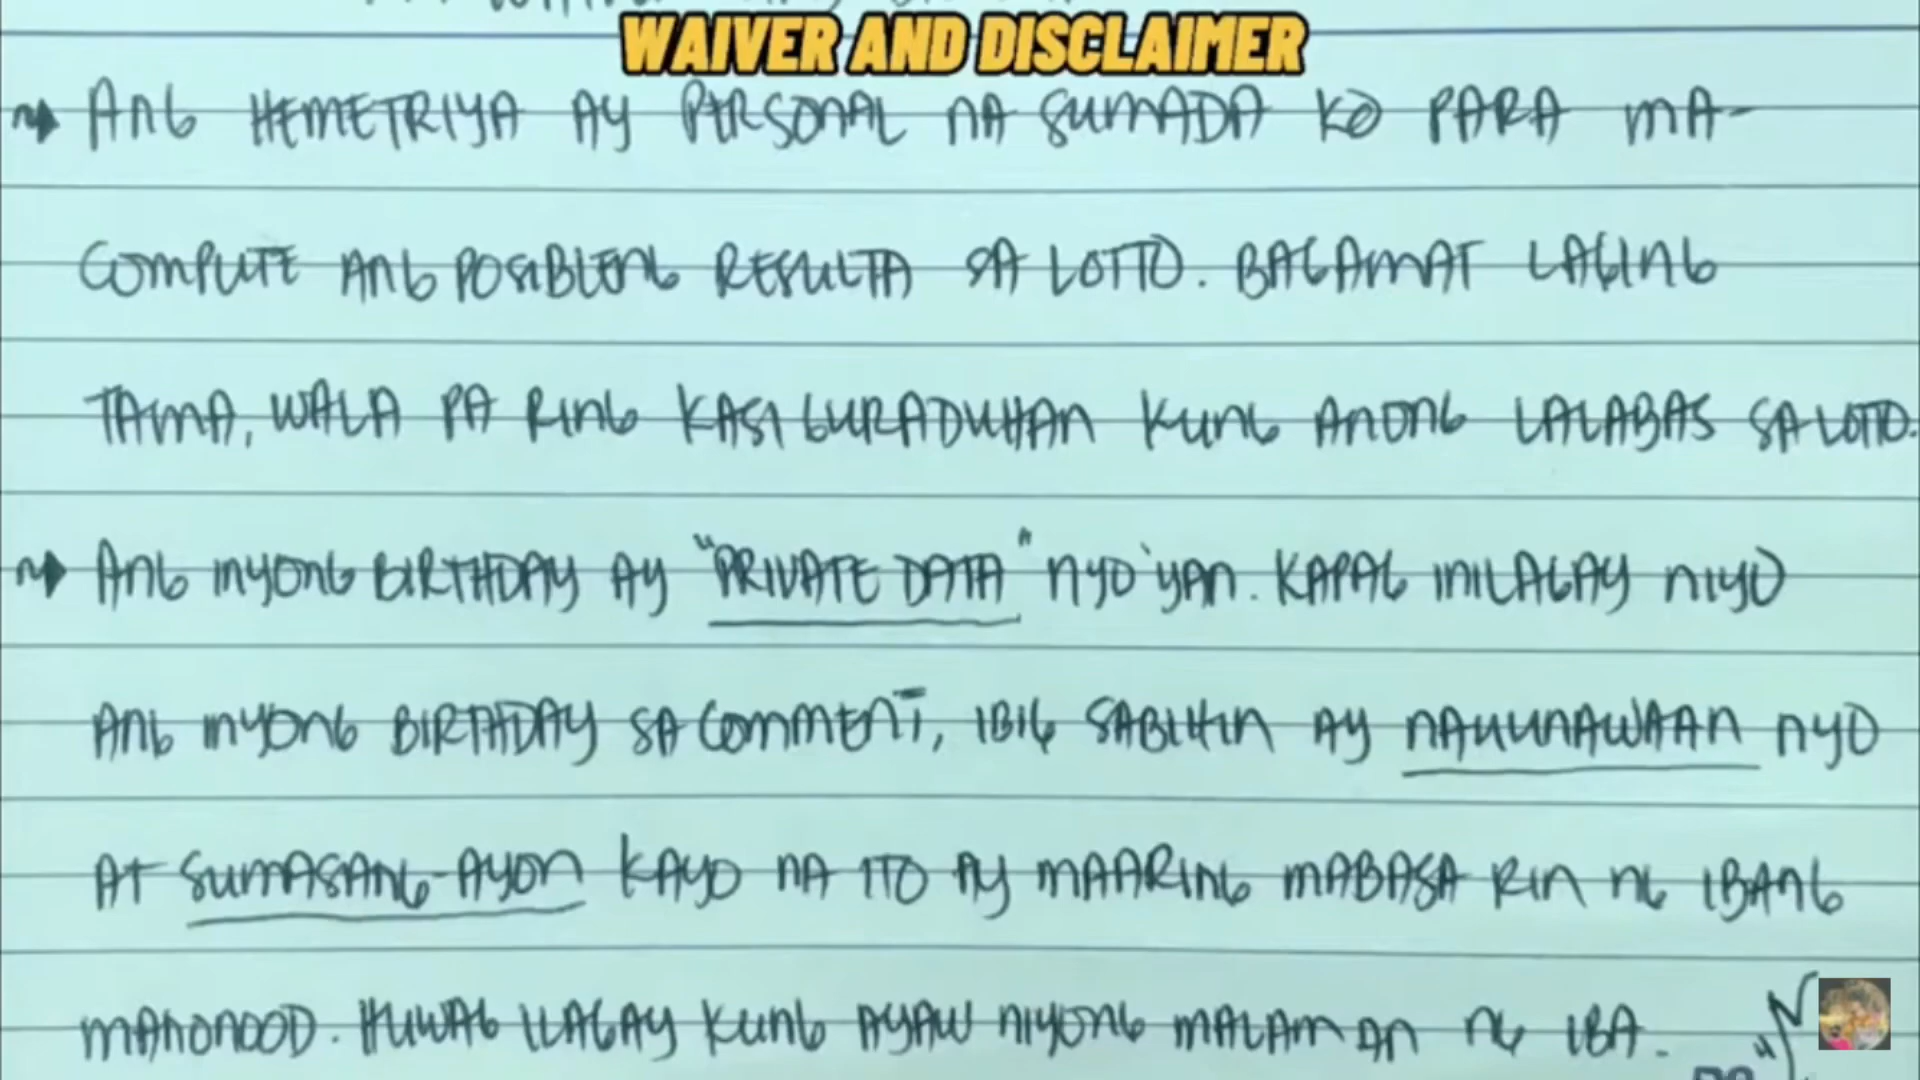 WAIVER AND DISCLAIMER
ANG HEMETRIYA AY PERSONAL NA SUMADA KO PARA MA-
COMPUTE ANG POSIBLENG RESULTA SA LOTTO. BAGAMAT LAGING
TAMA, WALA PA RING KASIGURADUHAN KUNG ANONG LALABAS SA LOTTO.
ANG INYONG BIRTHDAY AY "PRIVATE DATA" NYO 'YAN. KAPAG INILAGAY NIYO
ANG INYONG BIRTHDAY SA COMMENT, IBIG SABIHIN AY NAUUNAWAAN NYO
AT SUMASANG-AYON KAYO NA ITO AY MAARING MABASA RIN NG IBANG
MANONOOD. HUWAG ILAGAY KUNG AYAW NIYONG MALAMAN NG IBA.